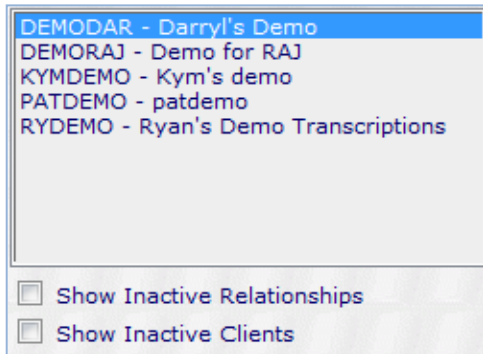 DEMODAR - Darryl's Demo
DEMORAJ - Demo for RAJ
KYMDEMO - Kym's demo
PATDEMO - patdemo
RYDEMO - Ryan's Demo Transcriptions
Show Inactive Relationships
Show Inactive Clients